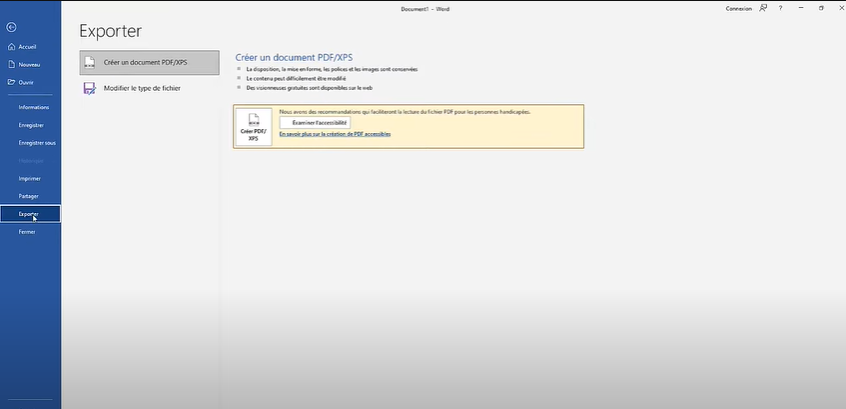 Document1 - Word
Connexion
?
Accueil
Nouveau
Ouvrir
Informations
Enregistrer
Enregistrer sous
Imprimer
Partager
Exporter
Fermer
Exporter
Créer un document PDF/XPS
Modifier le type de fichier
Créer un document PDF/XPS
La disposition, la mise en forme, les polices et les images sont conservées
Le contenu peut difficilement être modifié
Des visionneuses gratuites sont disponibles sur le web
Créer PDF/
XPS
Nous avons des recommandations qui faciliteront la lecture du fichier PDF pour les personnes handicapées.
Examiner l'accessibilité
En savoir plus sur la création de PDF accessibles